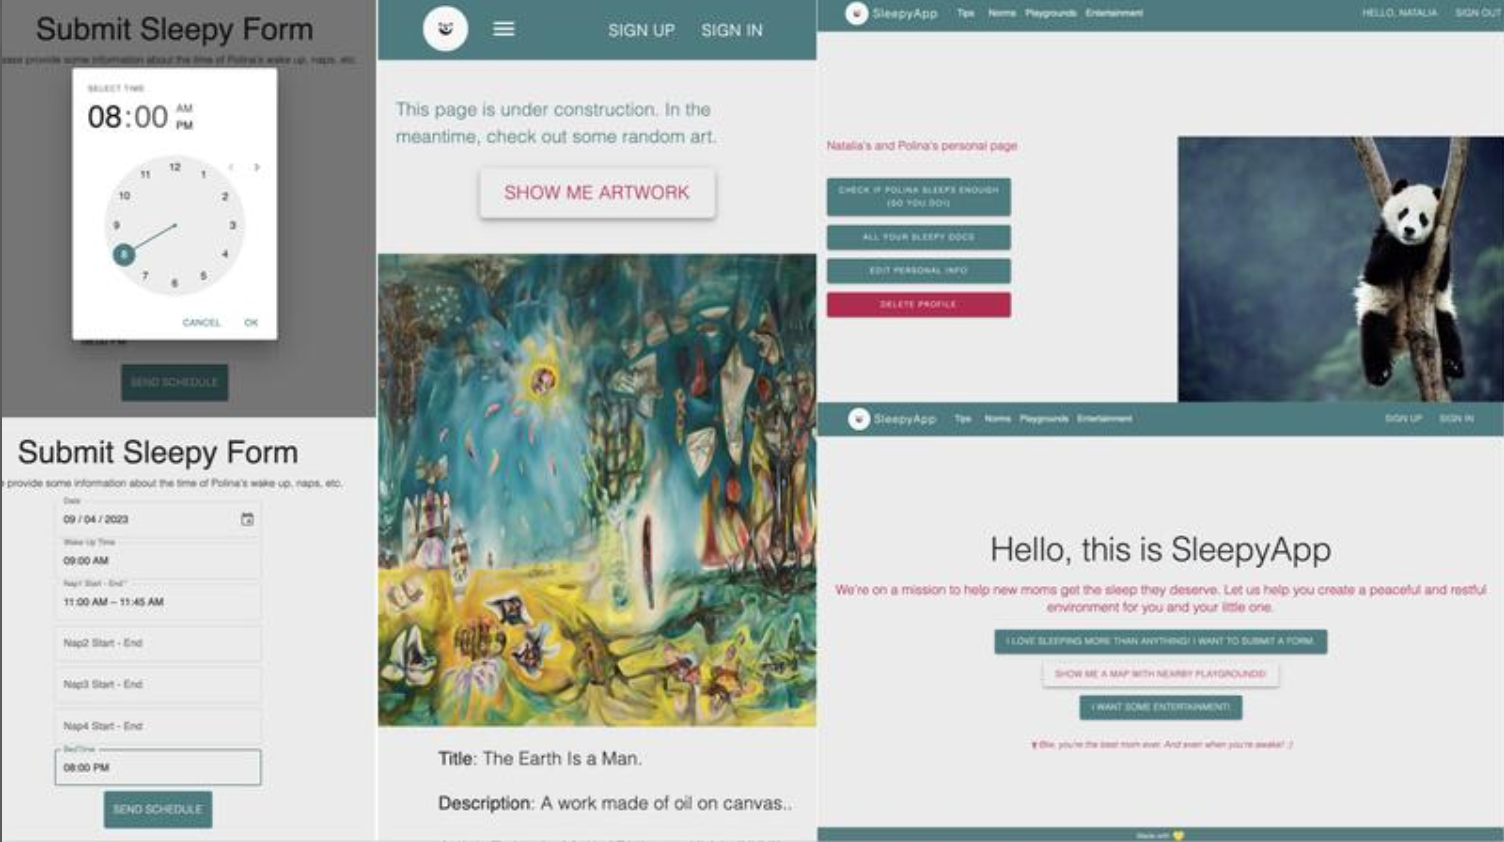 Submit Sleepy Form
ease provide some information about the time of Polina's wake up, naps, etc.
SELECT TIME
08:00
AM
PM
12
11
1
10
2
9
3
8
4
7
5
6
CANCEL
OK
SEND SCHEDULE
Submit Sleepy Form
provide some information about the time of Polina's wake up, naps, etc.
Date
09 / 04 / 2023
Wake Up Time
09:00 AM
Nap1 Start - End *
11:00 AM – 11:45 AM
Nap2 Start - End
Nap3 Start - End
Nap4 Start - End
BedTime
08:00 PM
SEND SCHEDULE
SIGN UP
SIGN IN
This page is under construction. In the
meantime, check out some random art.
SHOW ME ARTWORK
Title: The Earth Is a Man.
Description: A work made of oil on canvas..
SleepyApp
Tips
Norms
Playgrounds
Entertainment
HELLO, NATALIA
SIGN OUT
Natalia's and Polina's personal page
CHECK IF POLINA SLEEPS ENOUGH
(SO YOU DO!)
ALL YOUR SLEEPY DOCS
EDIT PERSONAL INFO
DELETE PROFILE
SleepyApp
Tips
Norms
Playgrounds
Entertainment
SIGN UP
SIGN IN
Hello, this is SleepyApp
We're on a mission to help new moms get the sleep they deserve. Let us help you create a peaceful and restful
environment for you and your little one.
I LOVE SLEEPING MORE THAN ANYTHING! I WANT TO SUBMIT A FORM.
SHOW ME A MAP WITH NEARBY PLAYGROUNDS!
I WANT SOME ENTERTAINMENT!
Btw, you're the best mom ever. And even when you're awake! :)
Made with